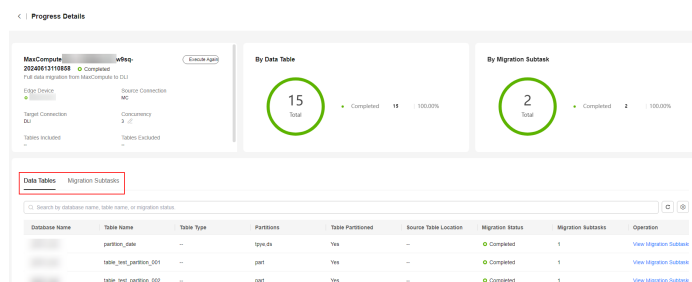 < | Progress Details
MaxCompute w9sq-
20240613110858 Completed
Execute Again
Full data migration from MaxCompute to DLI
Edge Device Source Connection
MC
Target Connection Concurrency
DLI 3
Tables Included Tables Excluded
-- --
By Data Table
15
Total
Completed 15 100.00%
By Migration Subtask
2
Total
Completed 2 100.00%
Data Tables Migration Subtasks
Search by database name, table name, or migration status.
Database Name Table Name Table Type Partitions Table Partitioned Source Table Location Migration Status Migration Subtasks Operation
partition_date -- tpye,ds Yes -- Completed 1 View Migration Subtask
table_test_partition_001 -- part Yes -- Completed 1 View Migration Subtask
table_test_partition_002 -- part Yes -- Completed 1 View Migration Subtask